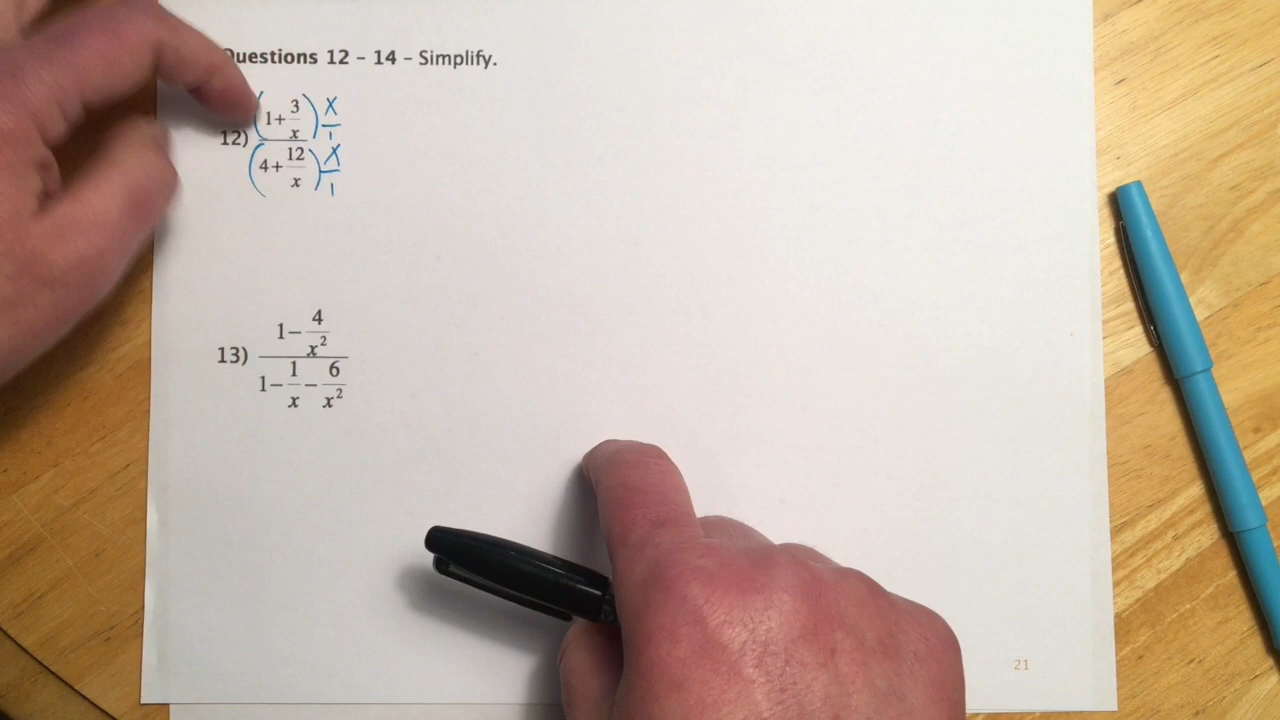 Questions 12 – 14 – Simplify.
12) (1+ 3/x) x/1
(4+ 12/x) x/1
13) 1− 4/x²
1− 1/x − 6/x²
21